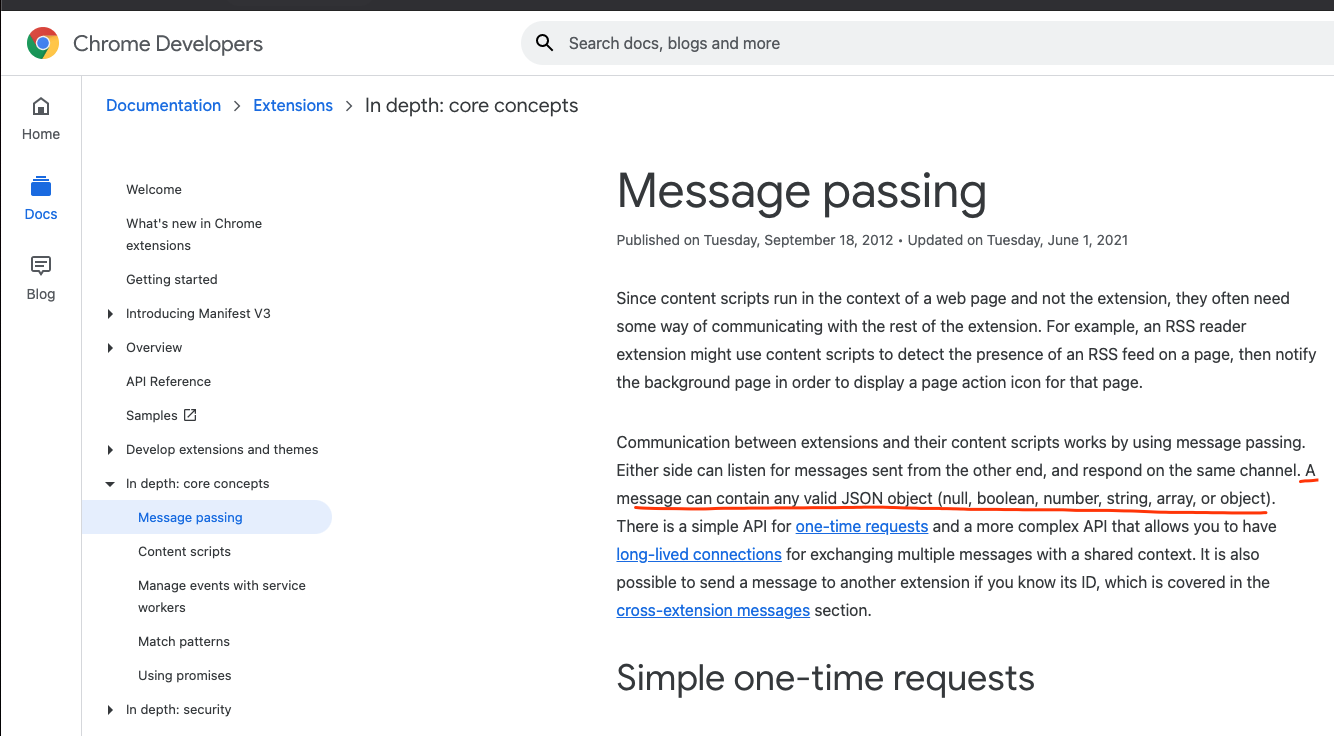 Chrome Developers
Search docs, blogs and more
Home
Docs
Blog
Documentation > Extensions > In depth: core concepts
Welcome
What's new in Chrome
extensions
Getting started
Introducing Manifest V3
Overview
API Reference
Samples
Develop extensions and themes
In depth: core concepts
Message passing
Content scripts
Manage events with service
workers
Match patterns
Using promises
In depth: security
Message passing
Published on Tuesday, September 18, 2012 • Updated on Tuesday, June 1, 2021
Since content scripts run in the context of a web page and not the extension, they often need
some way of communicating with the rest of the extension. For example, an RSS reader
extension might use content scripts to detect the presence of an RSS feed on a page, then notify
the background page in order to display a page action icon for that page.
Communication between extensions and their content scripts works by using message passing.
Either side can listen for messages sent from the other end, and respond on the same channel. A
message can contain any valid JSON object (null, boolean, number, string, array, or object).
There is a simple API for one-time requests and a more complex API that allows you to have
long-lived connections for exchanging multiple messages with a shared context. It is also
possible to send a message to another extension if you know its ID, which is covered in the
cross-extension messages section.
Simple one-time requests